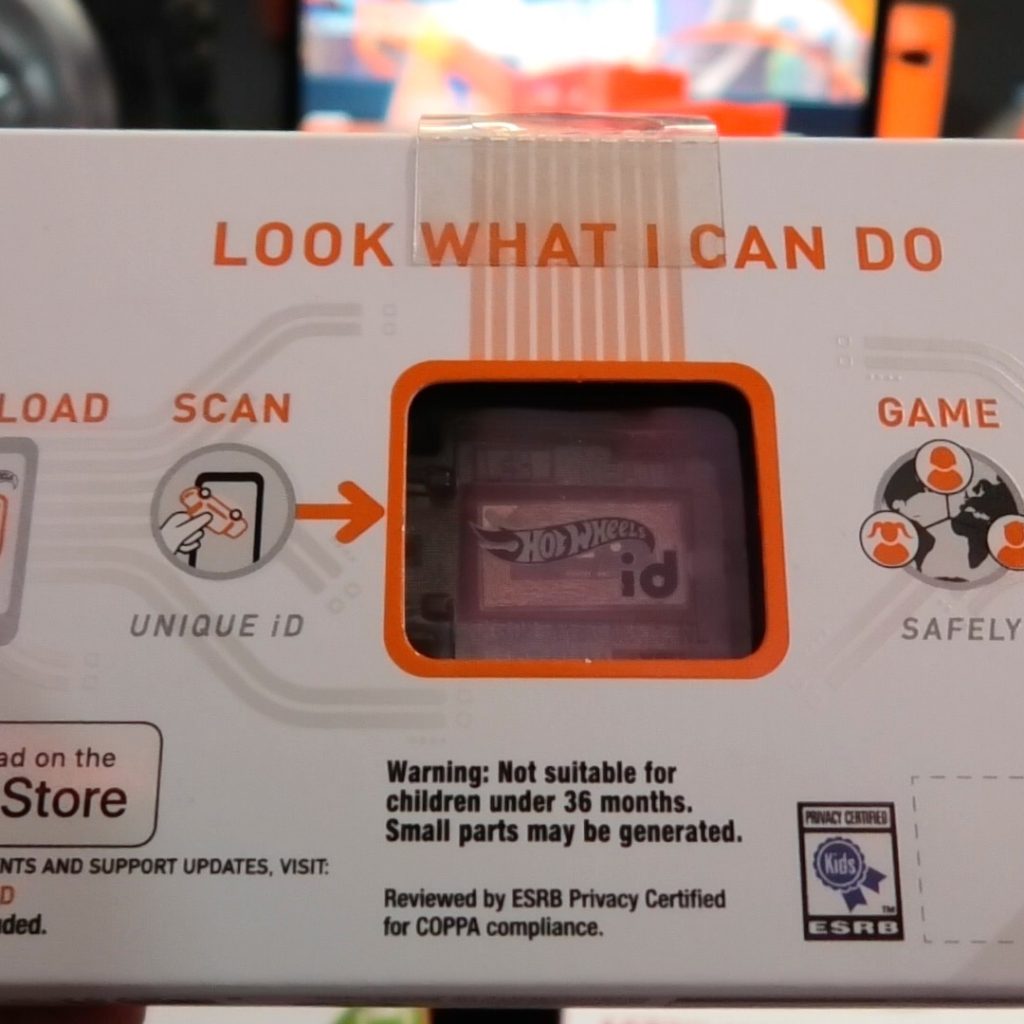 LOOK WHAT I CAN DO
LOAD
SCAN
GAME
HOT WHEELS
id
UNIQUE iD
SAFELY
ad on the
Store
Warning: Not suitable for
children under 36 months.
Small parts may be generated.
NTS AND SUPPORT UPDATES, VISIT:
D
uded.
Reviewed by ESRB Privacy Certified
for COPPA compliance.
PRIVACY CERTIFIED
Kids
TM
ESRB